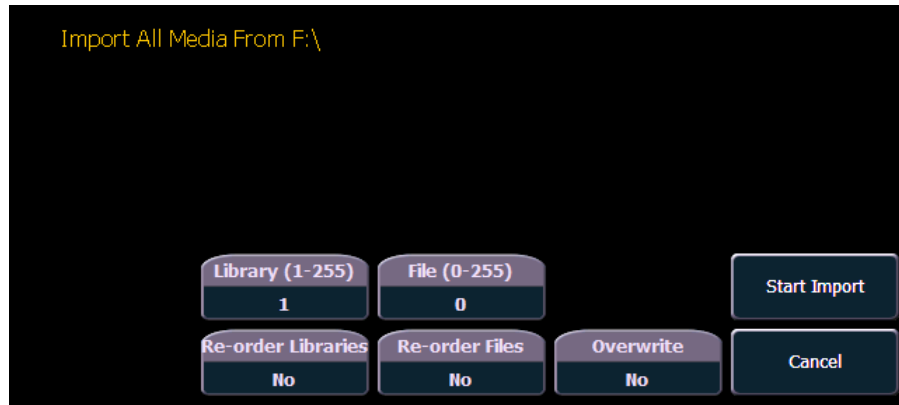 Import All Media From F:\
Library (1-255)
1
File (0-255)
0
Start Import
Re-order Libraries
No
Re-order Files
No
Overwrite
No
Cancel